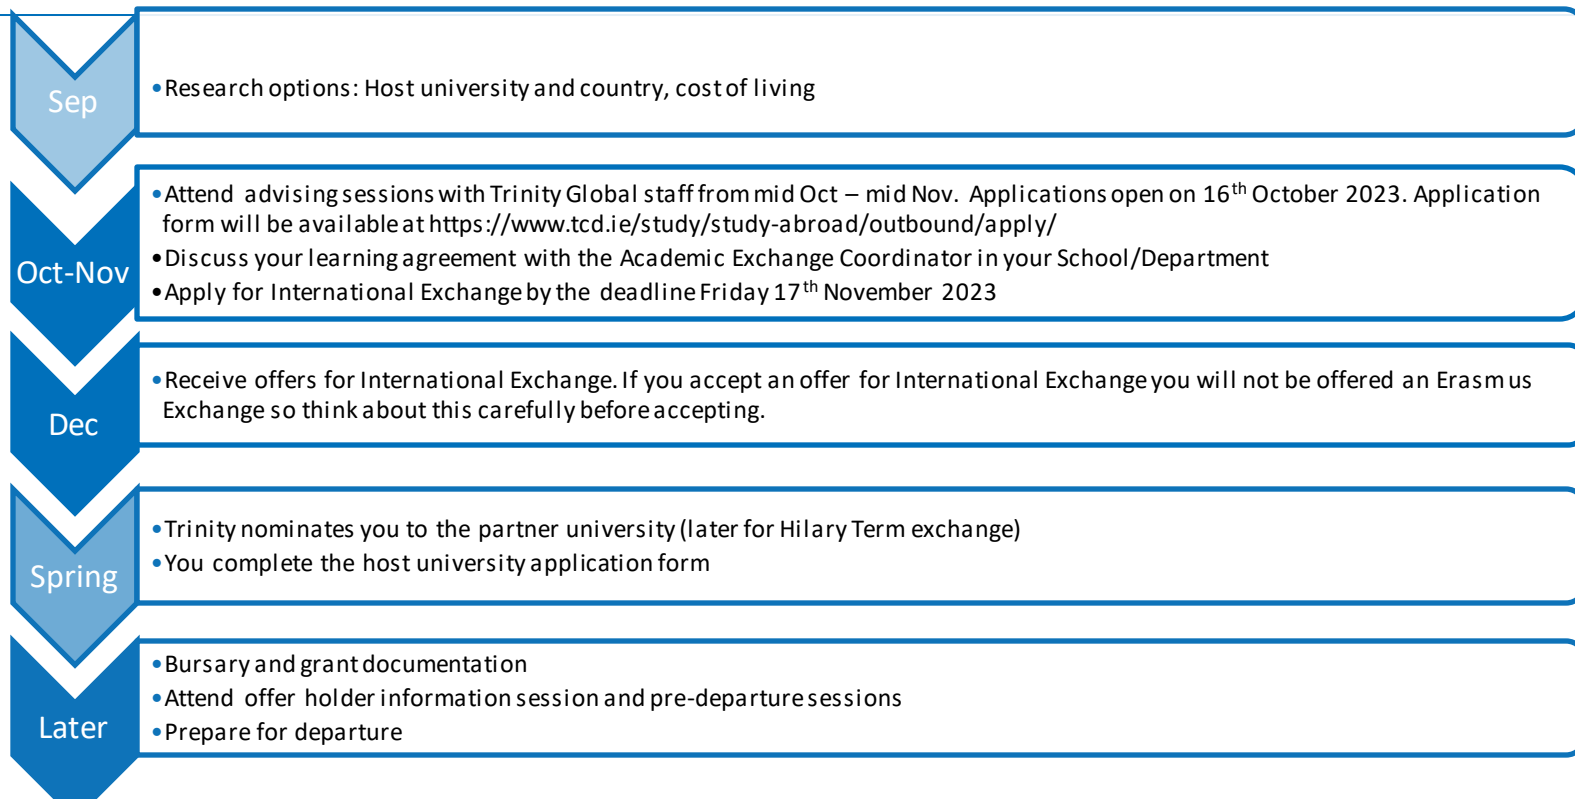 Sep
•Research options: Host university and country, cost of living
Oct-Nov
•Attend advising sessions with Trinity Global staff from mid Oct – mid Nov. Applications open on 16th October 2023. Application
form will be available at https://www.tcd.ie/study/study-abroad/outbound/apply/
•Discuss your learning agreement with the Academic Exchange Coordinator in your School/Department
•Apply for International Exchange by the deadline Friday 17th November 2023
Dec
•Receive offers for International Exchange. If you accept an offer for International Exchange you will not be offered an Erasmus
Exchange so think about this carefully before accepting.
Spring
•Trinity nominates you to the partner university (later for Hilary Term exchange)
•You complete the host university application form
Later
•Bursary and grant documentation
•Attend offer holder information session and pre-departure sessions
•Prepare for departure